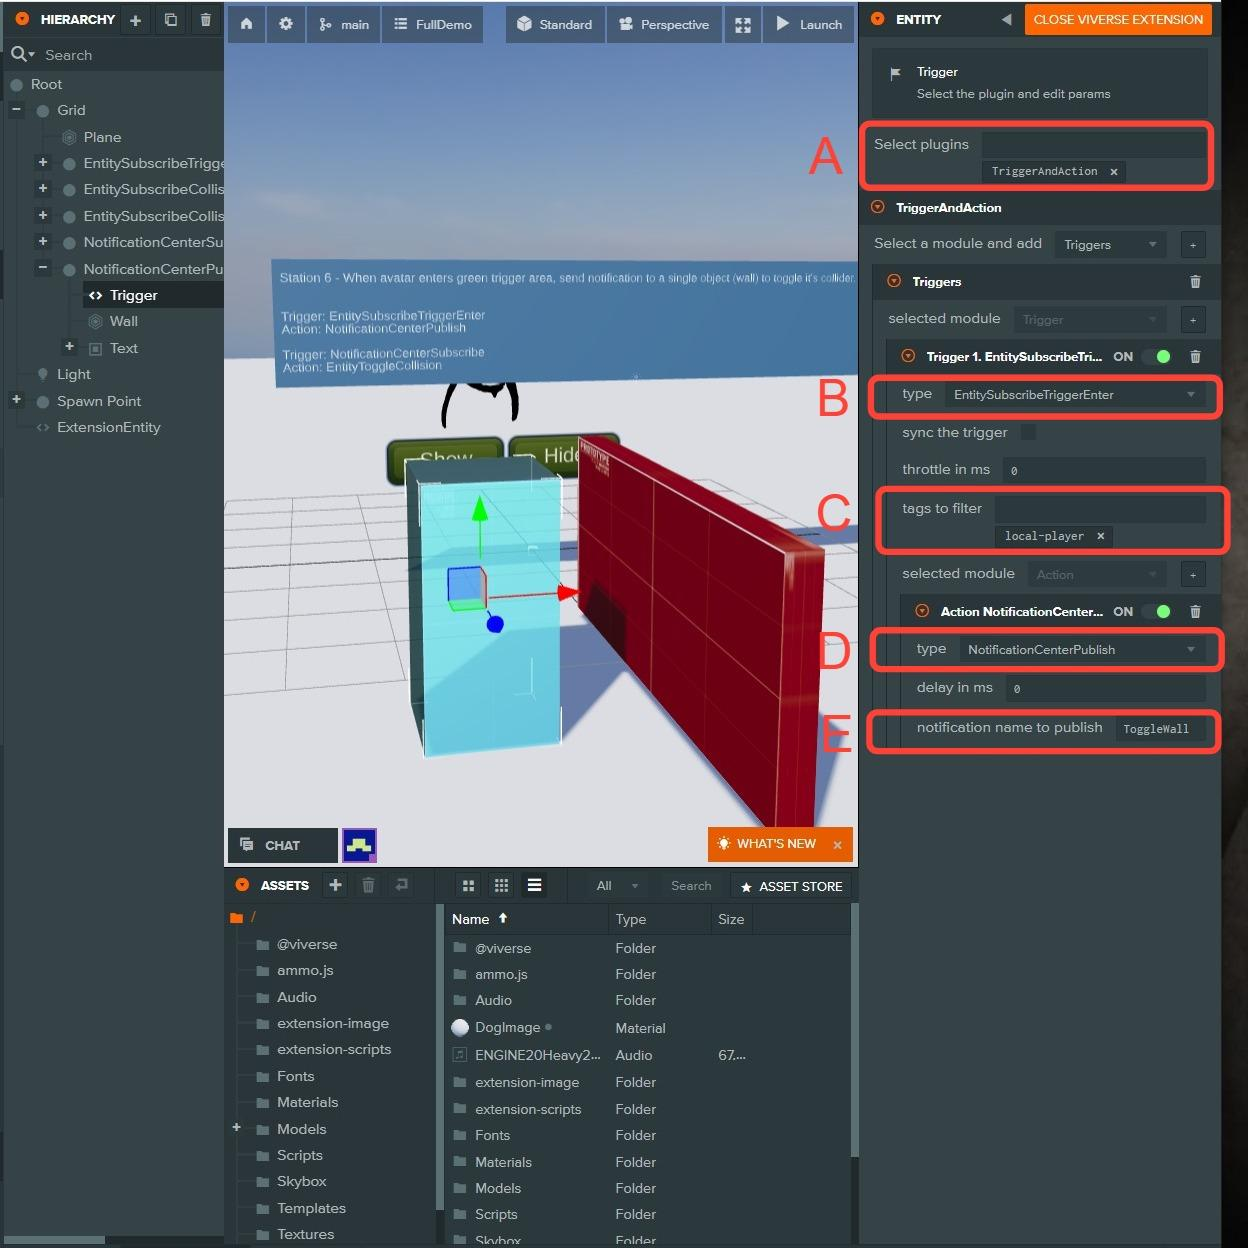 HIERARCHY
Search
Root
Grid
Plane
EntitySubscribeTrigge
EntitySubscribeCollis
EntitySubscribeCollis
NotificationCenterSu
NotificationCenterPu
Trigger
Wall
Text
Light
Spawn Point
ExtensionEntity
main
FullDemo
Standard
Perspective
Launch
Station 6 - When avatar enters green trigger area, send notification to a single object (wall) to toggle it's collider.
Trigger: EntitySubscribeTriggerEnter
Action: NotificationCenterPublish
Trigger: NotificationCenterSubscribe
Action: EntityToggleCollision
Show
Hide
PROTOTYPE
A
B
C
D
E
CHAT
WHAT'S NEW ×
ENTITY
CLOSE VIVERSE EXTENSION
Trigger
Select the plugin and edit params
Select plugins
TriggerAndAction ×
TriggerAndAction
Select a module and add Triggers +
Triggers
selected module Trigger +
Trigger 1. EntitySubscribeTri... ON
type EntitySubscribeTriggerEnter
sync the trigger
throttle in ms 0
tags to filter
local-player ×
selected module Action +
Action NotificationCenter... ON
type NotificationCenterPublish
delay in ms 0
notification name to publish ToggleWall
ASSETS
All
Search
ASSET STORE
/
@viverse
ammo.js
Audio
extension-image
extension-scripts
Fonts
Materials
Models
Scripts
Skybox
Templates
Textures
Name Type Size
@viverse Folder
ammo.js Folder
Audio Folder
DogImage Material
ENGINE20Heavy2... Audio 67,...
extension-image Folder
extension-scripts Folder
Fonts Folder
Materials Folder
Models Folder
Scripts Folder
Skybox Folder